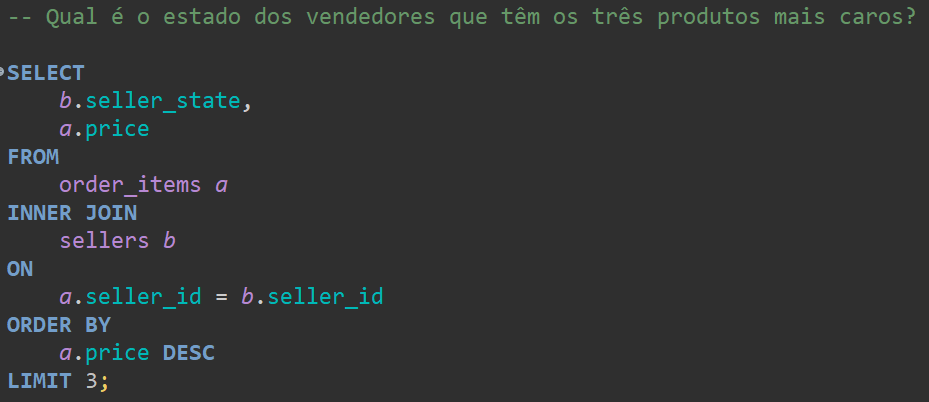 -- Qual é o estado dos vendedores que têm os três produtos mais caros?
SELECT
b.seller_state,
a.price
FROM
order_items a
INNER JOIN
sellers b
ON
a.seller_id = b.seller_id
ORDER BY
a.price DESC
LIMIT 3;